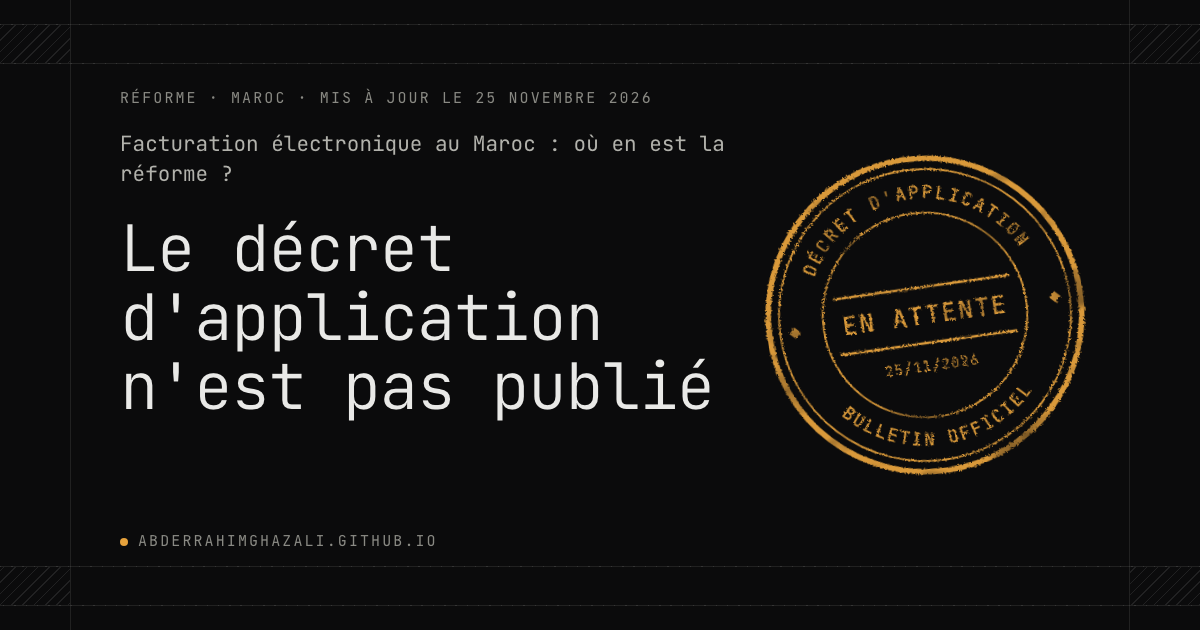 RÉFORME · MAROC · MIS À JOUR LE 25 NOVEMBRE 2026
Facturation électronique au Maroc : où en est la
réforme ?
Le décret
d'application
n'est pas publié
DÉCRET D'APPLICATION
EN ATTENTE
25/11/2026
BULLETIN OFFICIEL
ABDERRAHIMGHAZALI.GITHUB.IO